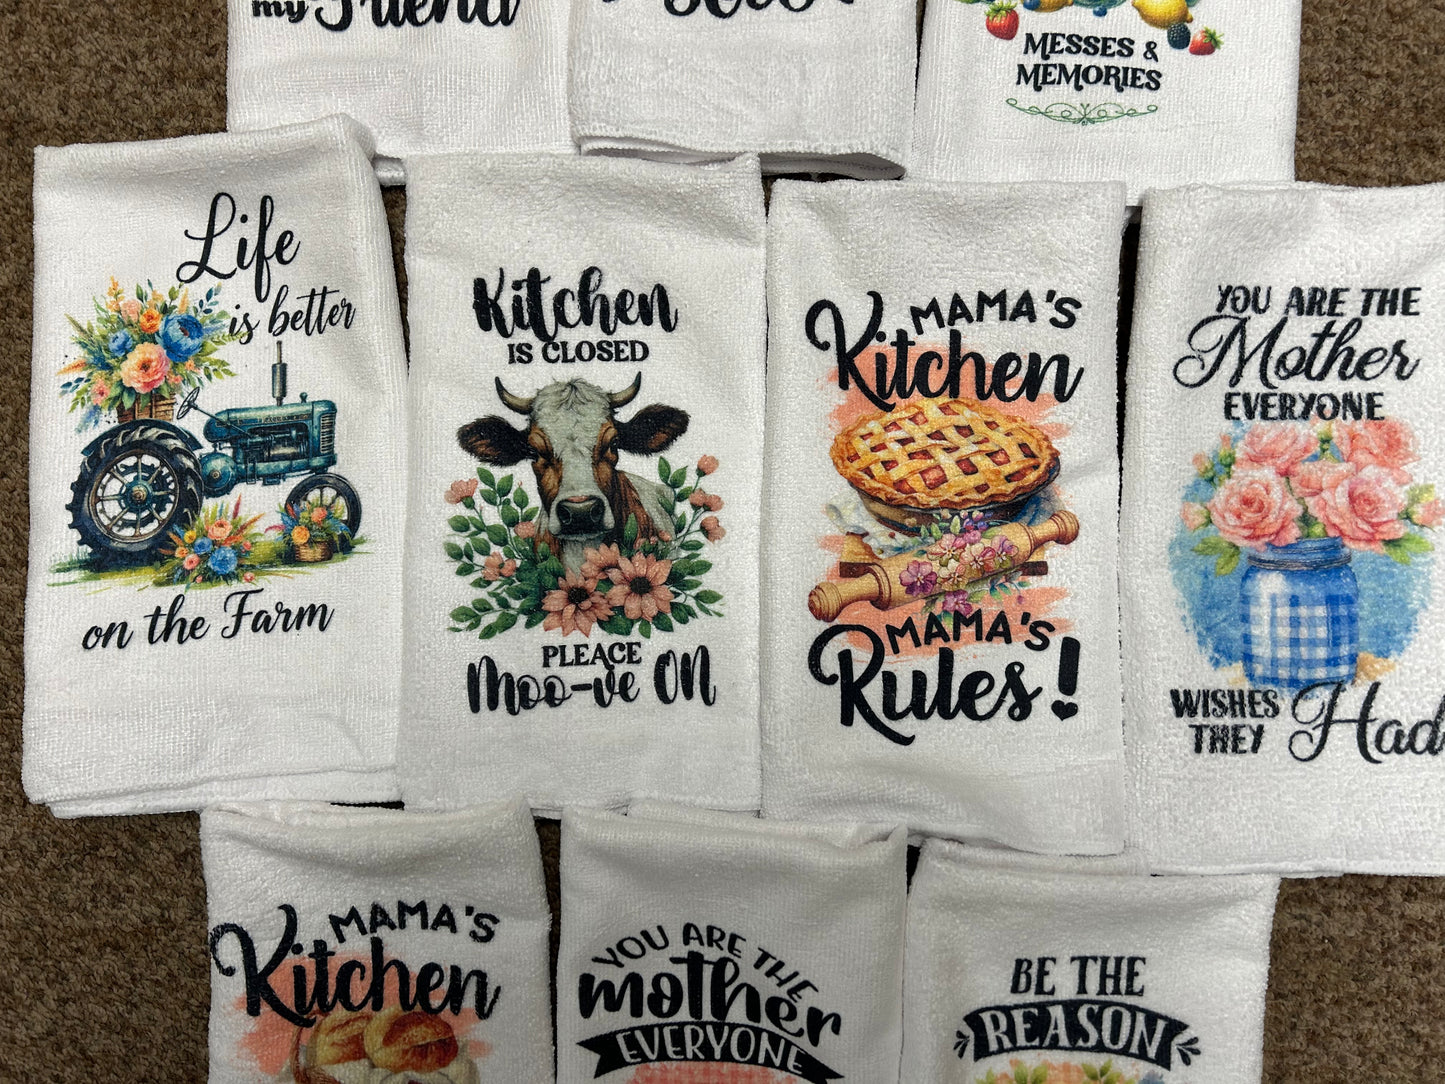 my Friend
MESSES &
MEMORIES
Life
is better
on the Farm
Kitchen
IS CLOSED
PLEACE
Moo-ve ON
MAMA'S
Kitchen
MAMA'S
Rules!
YOU ARE THE
Mother
EVERYONE
WISHES
THEY Had
MAMA'S
Kitchen
YOU ARE THE
mother
EVERYONE
BE THE
REASON